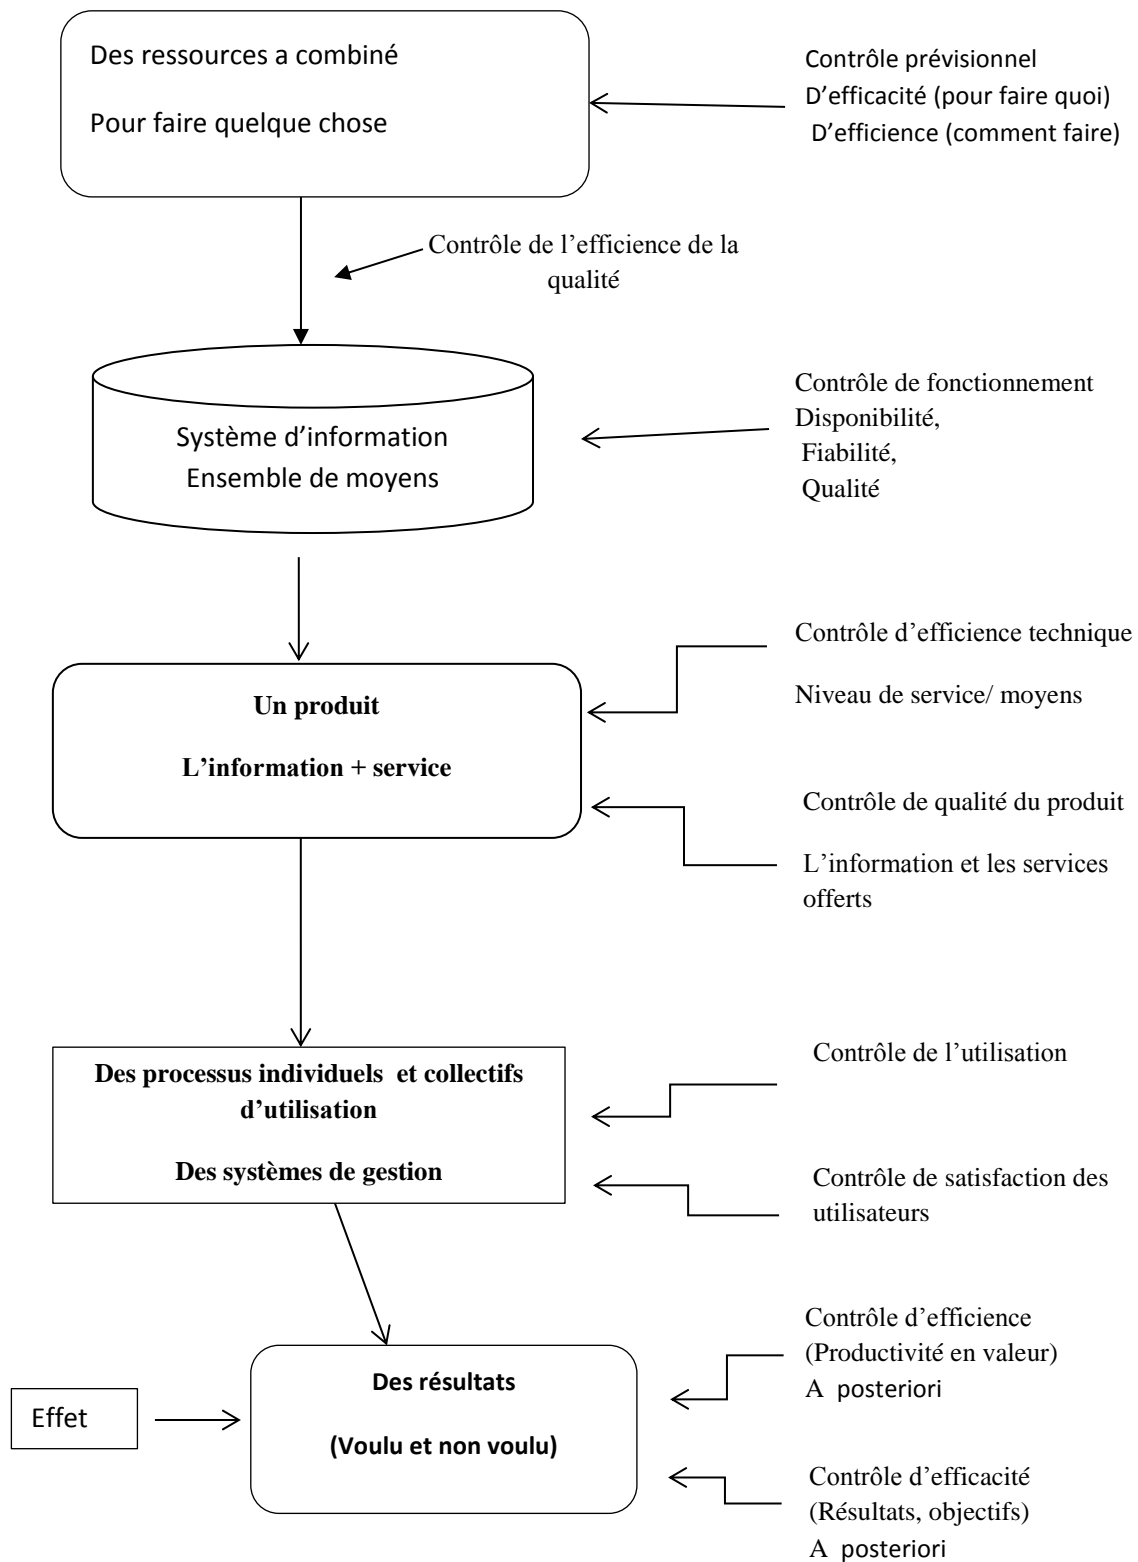 Des ressources a combiné
Pour faire quelque chose
Contrôle prévisionnel
D’efficacité (pour faire quoi)
D’efficience (comment faire)
Contrôle de l’efficience de la
qualité
Système d’information
Ensemble de moyens
Contrôle de fonctionnement
Disponibilité,
Fiabilité,
Qualité
Un produit
L’information + service
Contrôle d’efficience technique
Niveau de service/ moyens
Contrôle de qualité du produit
L’information et les services
offerts
Des processus individuels et collectifs
d’utilisation
Des systèmes de gestion
Contrôle de l’utilisation
Contrôle de satisfaction des
utilisateurs
Effet
Des résultats
(Voulu et non voulu)
Contrôle d’efficience
(Productivité en valeur)
A posteriori
Contrôle d’efficacité
(Résultats, objectifs)
A posteriori